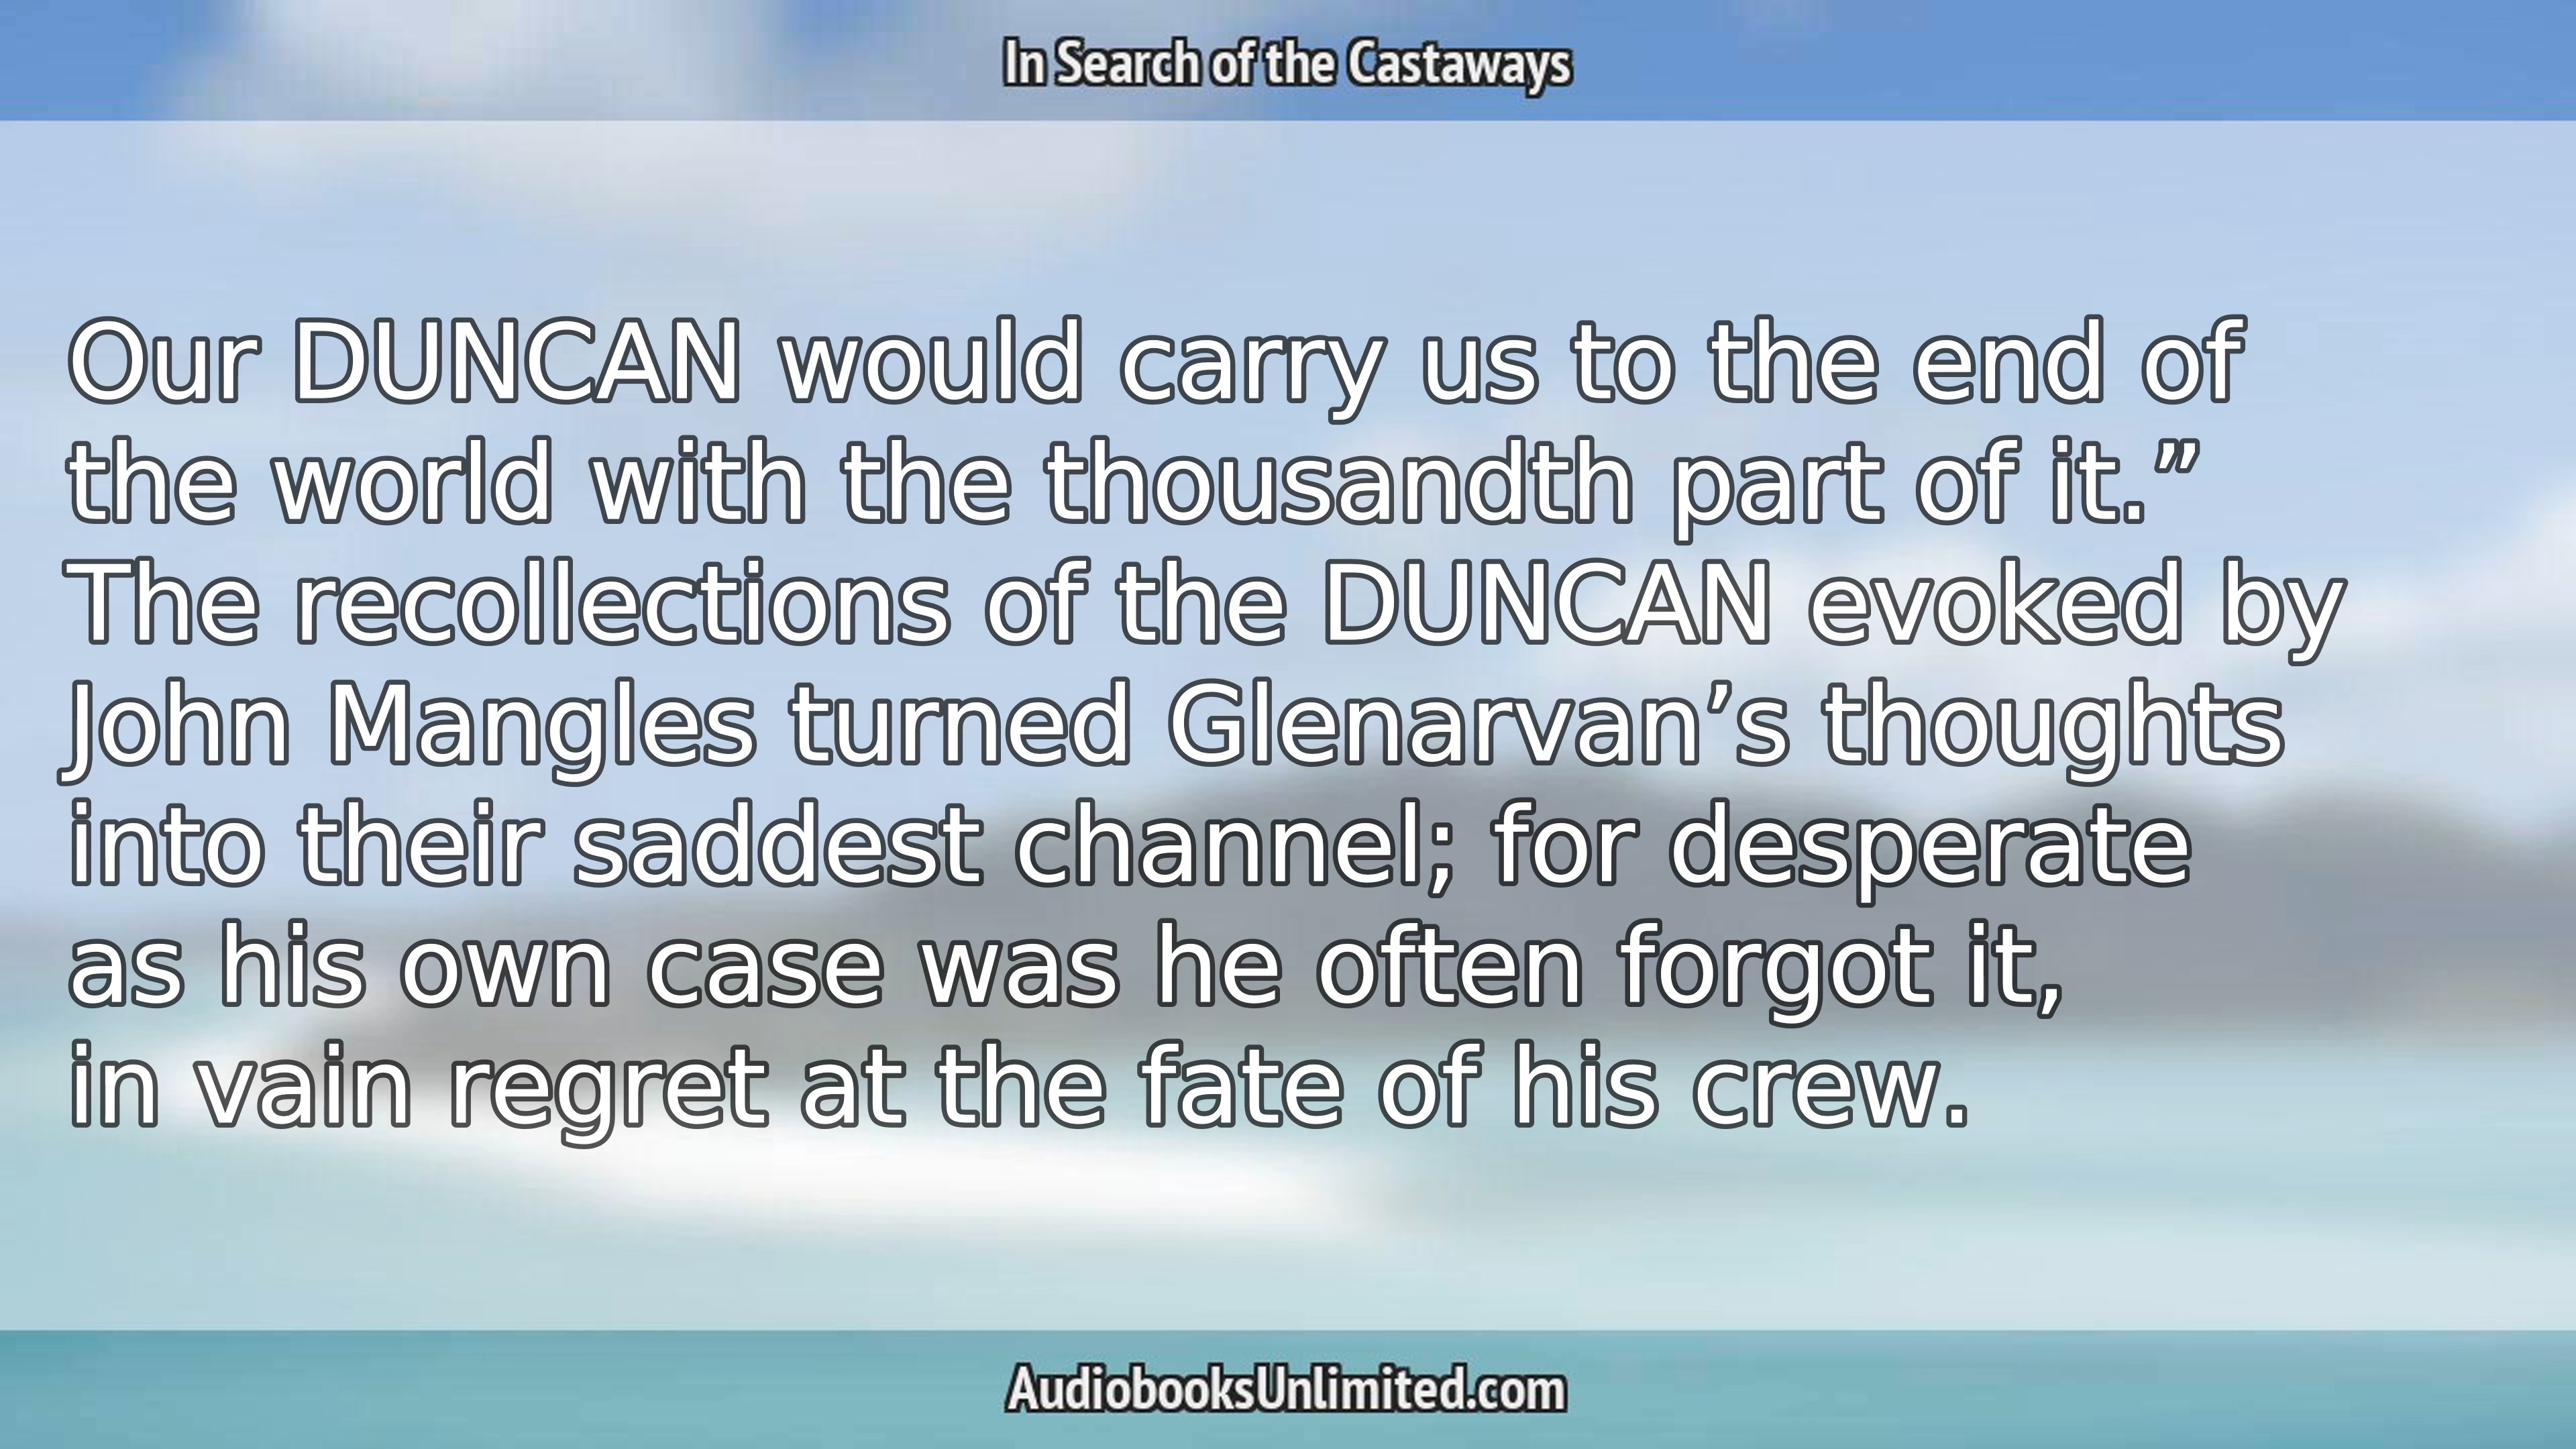 In Search of the Castaways
Our DUNCAN would carry us to the end of
the world with the thousandth part of it.”
The recollections of the DUNCAN evoked by
John Mangles turned Glenarvan’s thoughts
into their saddest channel; for desperate
as his own case was he often forgot it,
in vain regret at the fate of his crew.
AudiobooksUnlimited.com